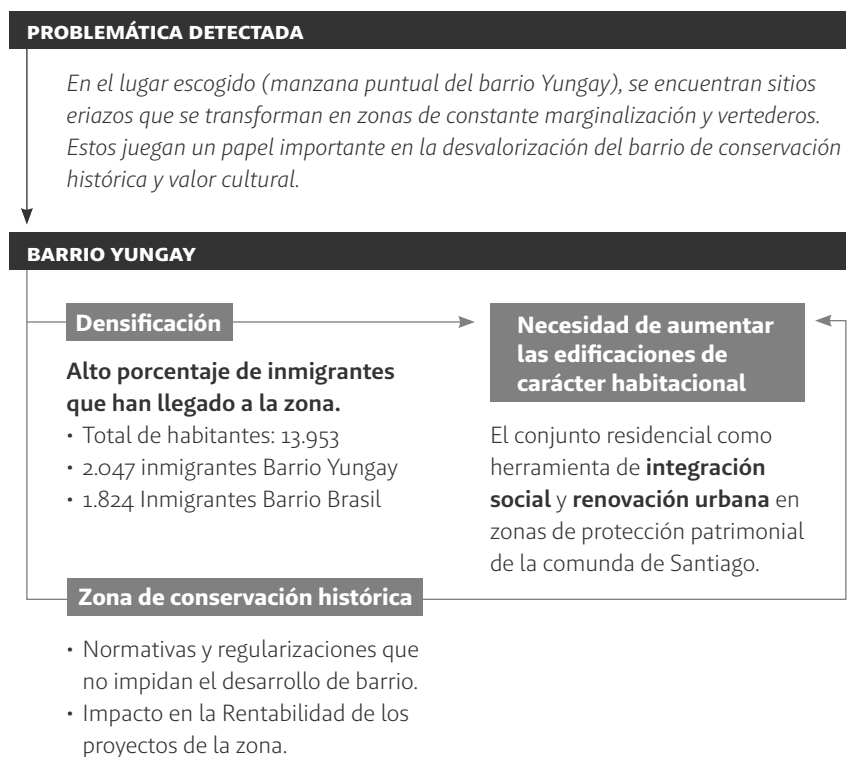 PROBLEMÁTICA DETECTADA
En el lugar escogido (manzana puntual del barrio Yungay), se encuentran sitios
eriazos que se transforman en zonas de constante marginalización y vertederos.
Estos juegan un papel importante en la desvalorización del barrio de conservación
histórica y valor cultural.
BARRIO YUNGAY
Densificación
Alto porcentaje de inmigrantes
que han llegado a la zona.
• Total de habitantes: 13.953
• 2.047 inmigrantes Barrio Yungay
• 1.824 Inmigrantes Barrio Brasil
Necesidad de aumentar
las edificaciones de
carácter habitacional
El conjunto residencial como
herramienta de integración
social y renovación urbana en
zonas de protección patrimonial
de la comunda de Santiago.
Zona de conservación histórica
• Normativas y regularizaciones que
no impidan el desarrollo de barrio.
• Impacto en la Rentabilidad de los
proyectos de la zona.